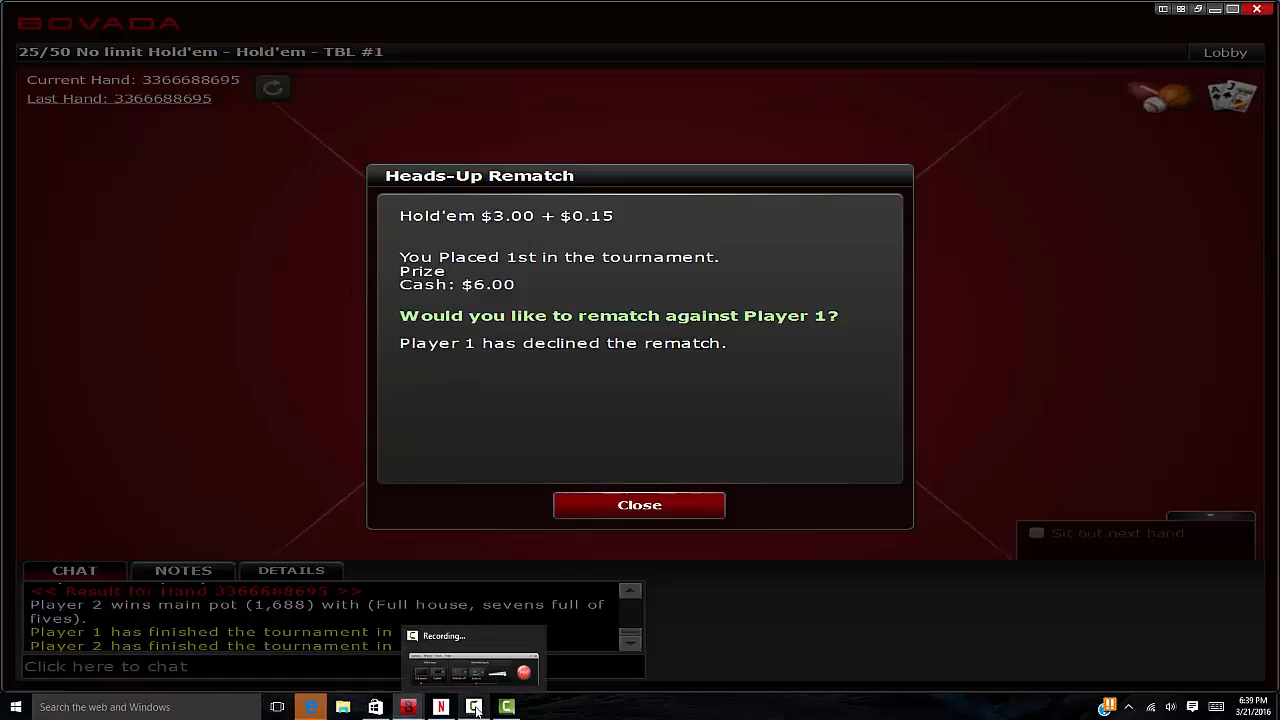 BOVADA
25/50 No limit Hold'em - Hold'em - TBL #1
Lobby
Current Hand: 3366688695
Last Hand: 3366688695
Heads-Up Rematch
Hold'em $3.00 + $0.15
You Placed 1st in the tournament.
Prize
Cash: $6.00
Would you like to rematch against Player 1?
Player 1 has declined the rematch.
Close
Sit out next hand
CHAT NOTES DETAILS
<< Result for Hand 3366688695 >>
Player 2 wins main pot (1,688) with (Full house, sevens full of
fives).
Player 1 has finished the tournament in
Player 2 has finished the tournament in
Click here to chat
Recording...
Search the web and Windows
6:39 PM
3/21/2016